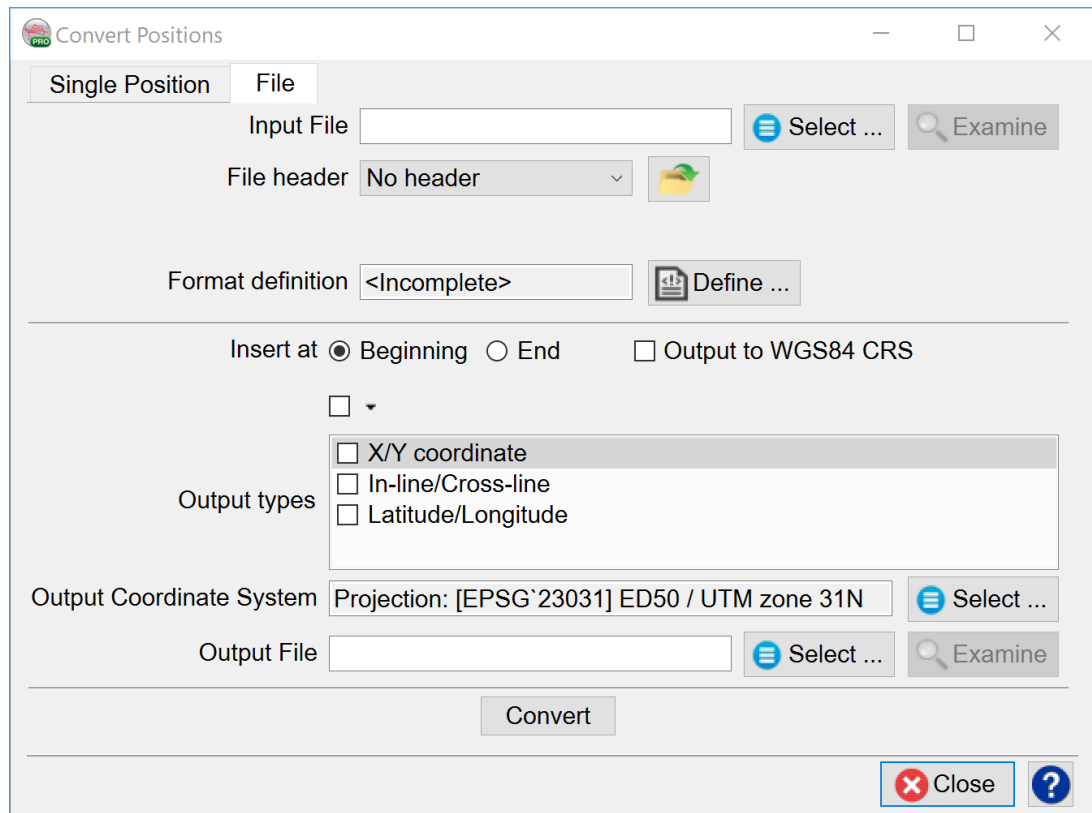 PRO Convert Positions
Single Position File
Input File Select ... Examine
File header No header
Format definition <Incomplete> <!> Define ...
Insert at Beginning End Output to WGS84 CRS
X/Y coordinate
In-line/Cross-line
Output types
Latitude/Longitude
Output Coordinate System Projection: [EPSG`23031] ED50 / UTM zone 31N Select ...
Output File Select ... Examine
Convert
Close ?